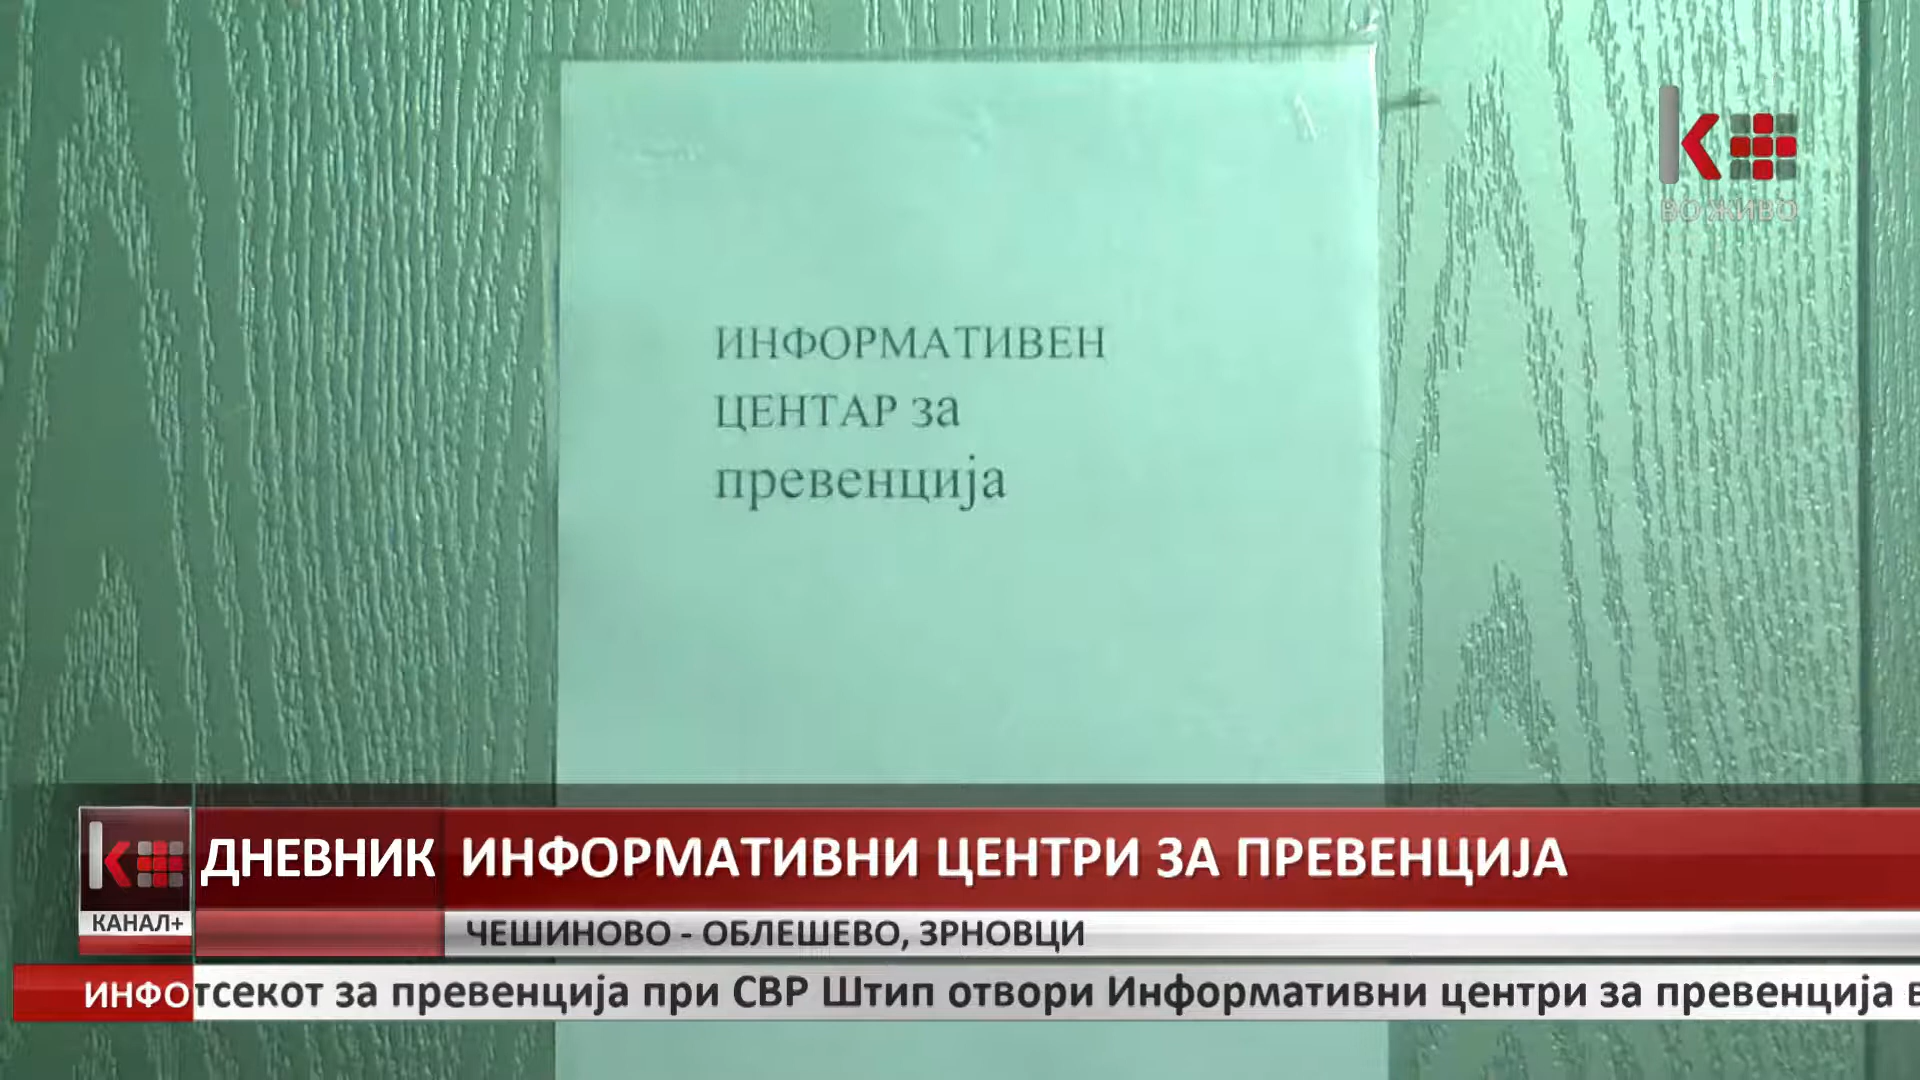 ВО ЖИВО
ИНФОРМАТИВЕН
ЦЕНТАР за
превенција
ДНЕВНИК
ИНФОРМАТИВНИ ЦЕНТРИ ЗА ПРЕВЕНЦИЈА
КАНАЛ+
ЧЕШИНОВО - ОБЛЕШЕВО, ЗРНОВЦИ
ИНФО
тсекот за превенција при СВР Штип отвори Информативни центри за превенција в